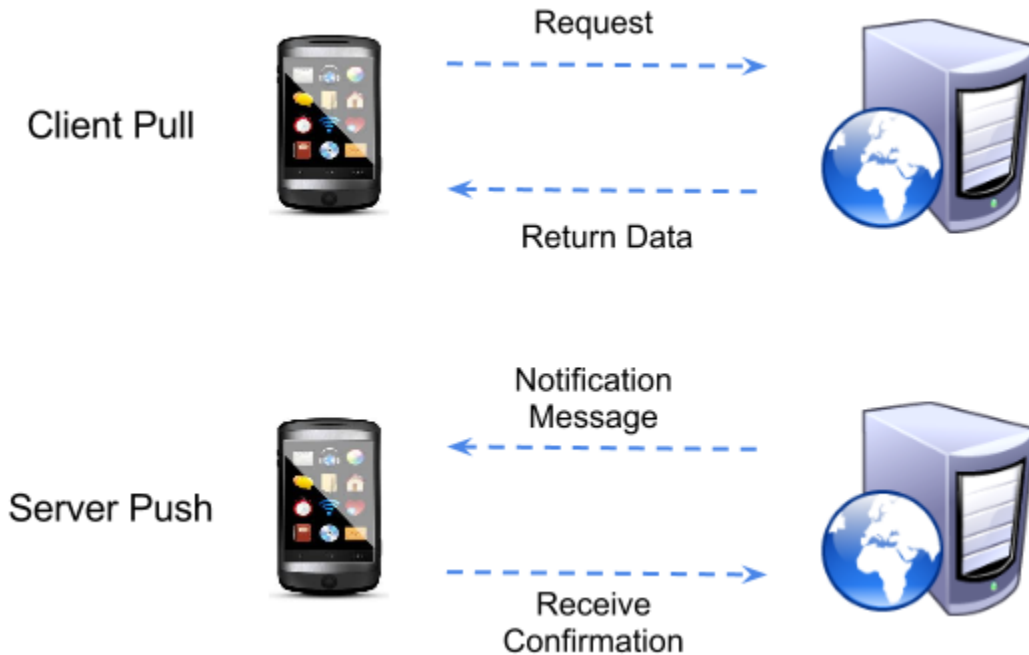 Request
Client Pull
Return Data
Notification
Message
Server Push
Receive
Confirmation